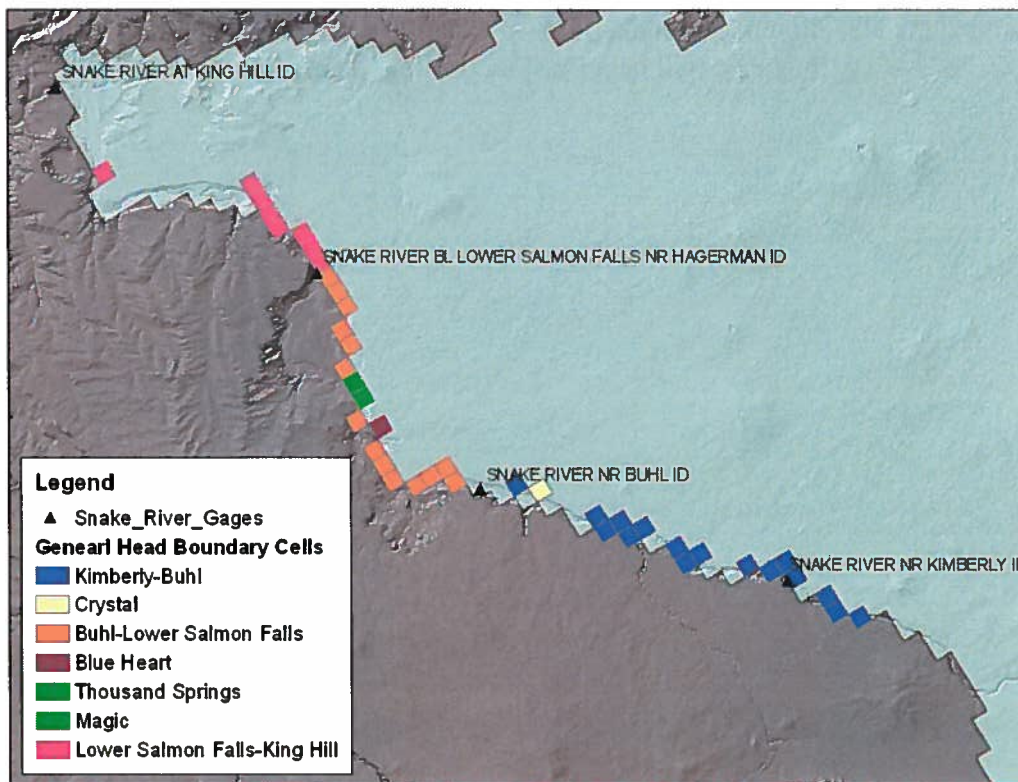 SNAKE RIVER AT KING HILL ID
SNAKE RIVER BL LOWER SALMON FALLS NR HAGERMAN ID
SNAKE RIVER NR BUHL ID
SNAKE RIVER NR KIMBERLY I
Legend
Snake_River_Gages
Genearl Head Boundary Cells
Kimberly-Buhl
Crystal
Buhl-Lower Salmon Falls
Blue Heart
Thousand Springs
Magic
Lower Salmon Falls-King Hill